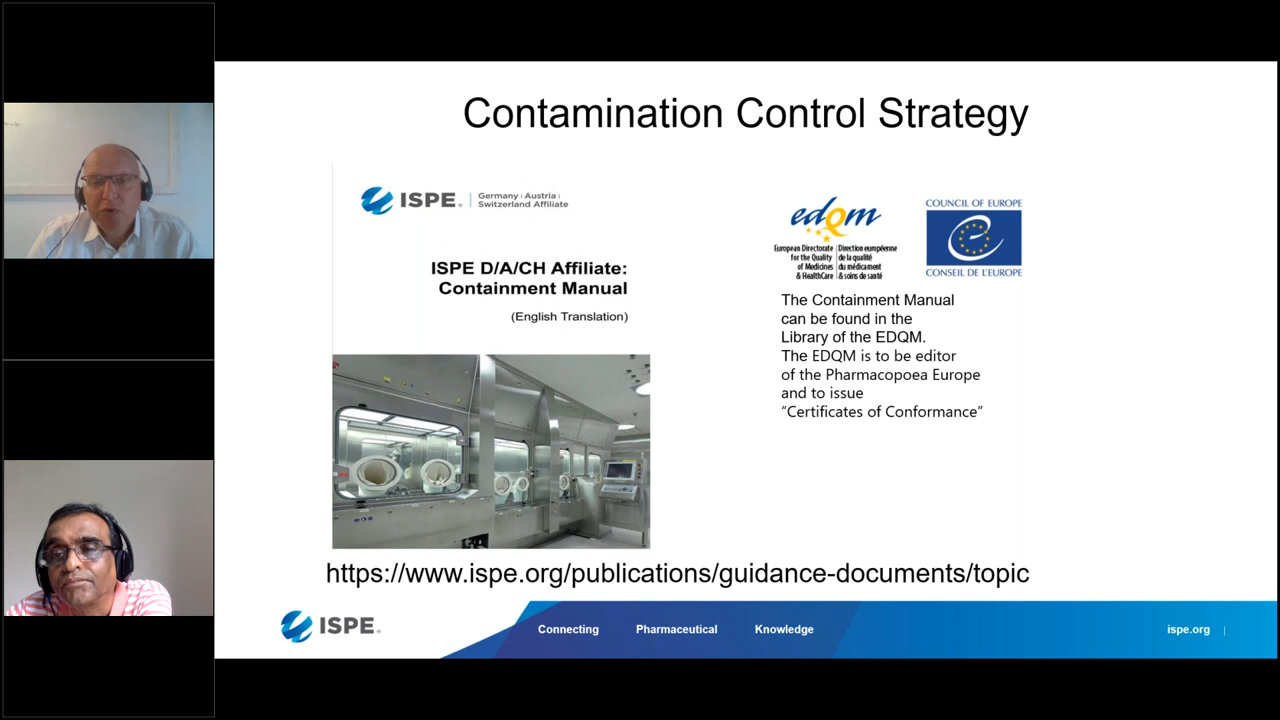 Contamination Control Strategy
ISPE®
Germany | Austria |
Switzerland Affiliate
ISPE D/A/CH Affiliate:
Containment Manual
(English Translation)
edQm
European Directorate
for the Quality
of Medicines
& HealthCare
Direction européenne
de la qualité
du médicament
& soins de santé
COUNCIL OF EUROPE
CONSEIL DE L'EUROPE
The Containment Manual
can be found in the
Library of the EDQM.
The EDQM is to be editor
of the Pharmacopoea Europe
and to issue
“Certificates of Conformance”
https://www.ispe.org/publications/guidance-documents/topic
ISPE®
Connecting Pharmaceutical Knowledge
ispe.org |